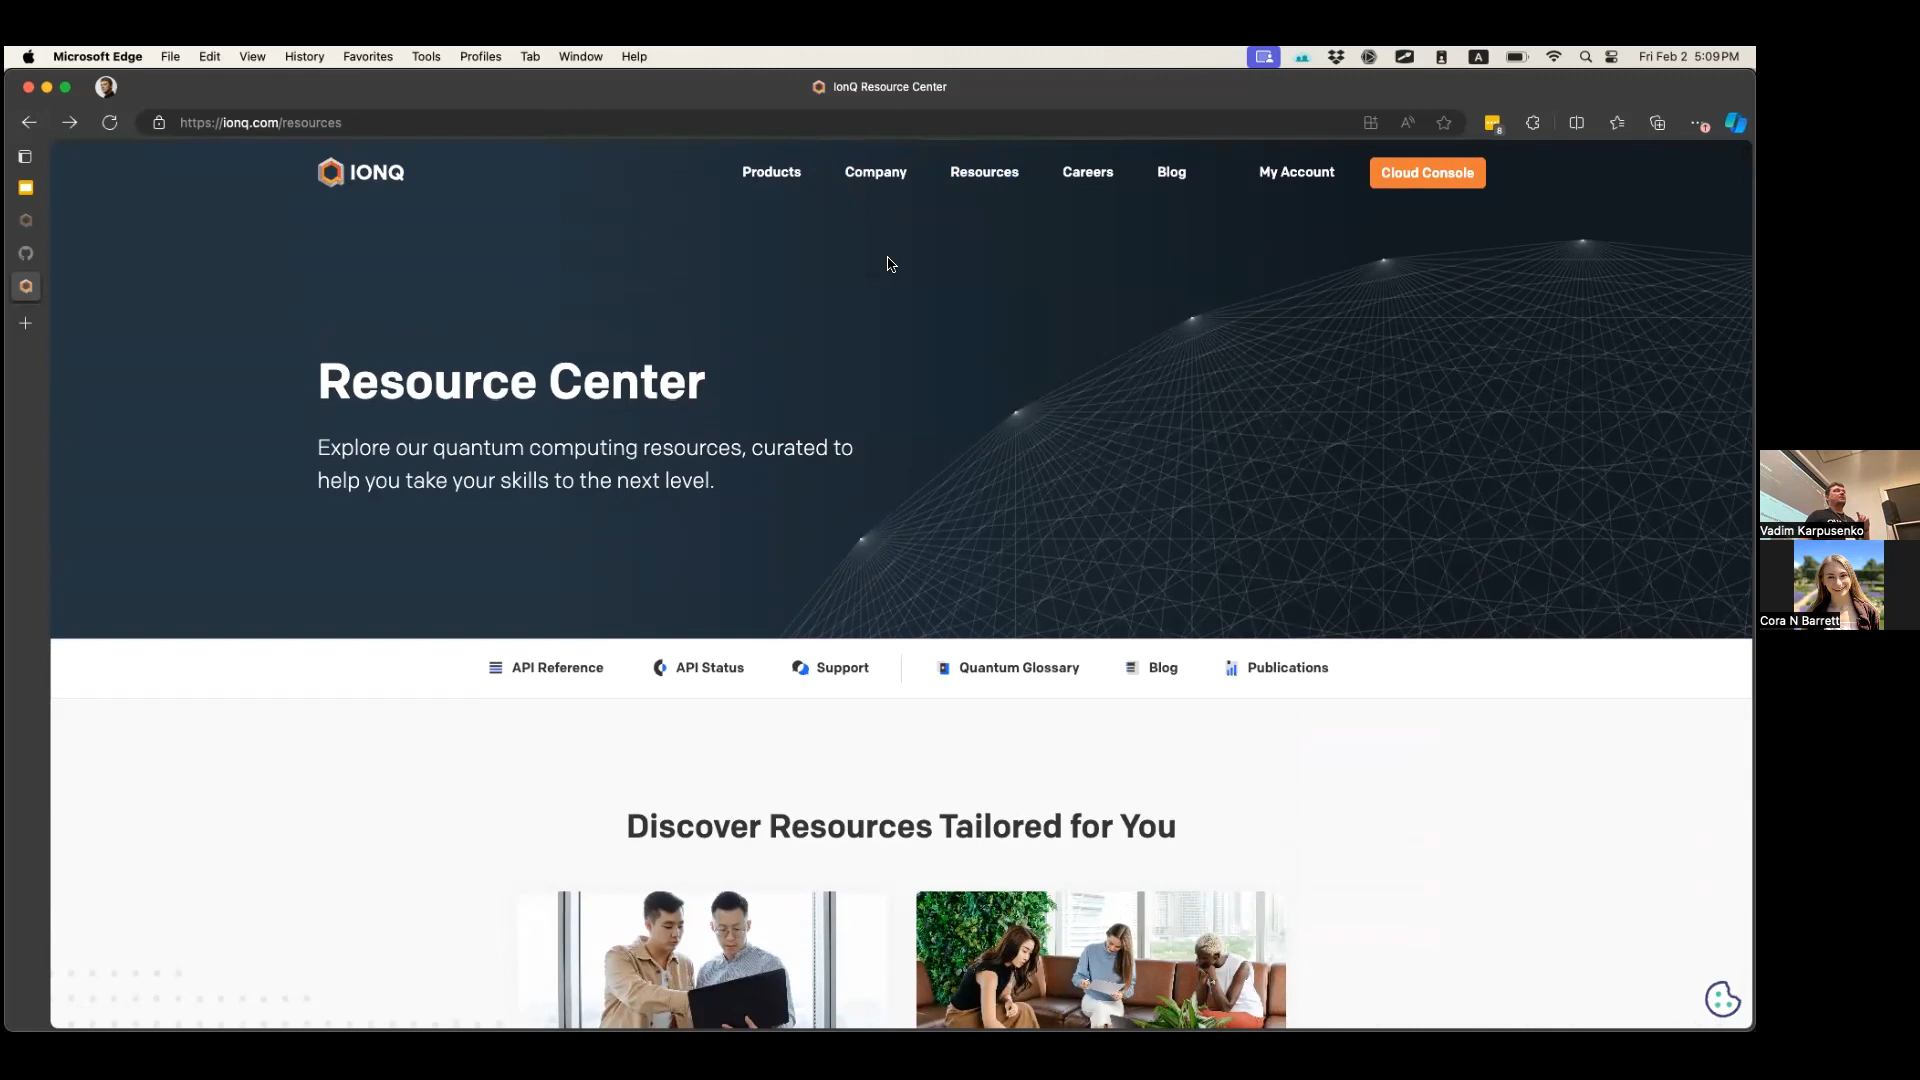 Microsoft Edge File Edit View History Favorites Tools Profiles Tab Window Help
A
Fri Feb 2 5:09 PM
IonQ Resource Center
https://ionq.com/resources
8
IONQ
Products Company Resources Careers Blog My Account Cloud Console
Resource Center
Explore our quantum computing resources, curated to
help you take your skills to the next level.
API Reference API Status Support Quantum Glossary Blog Publications
Discover Resources Tailored for You
Vadim Karpusenko
Cora N Barrett